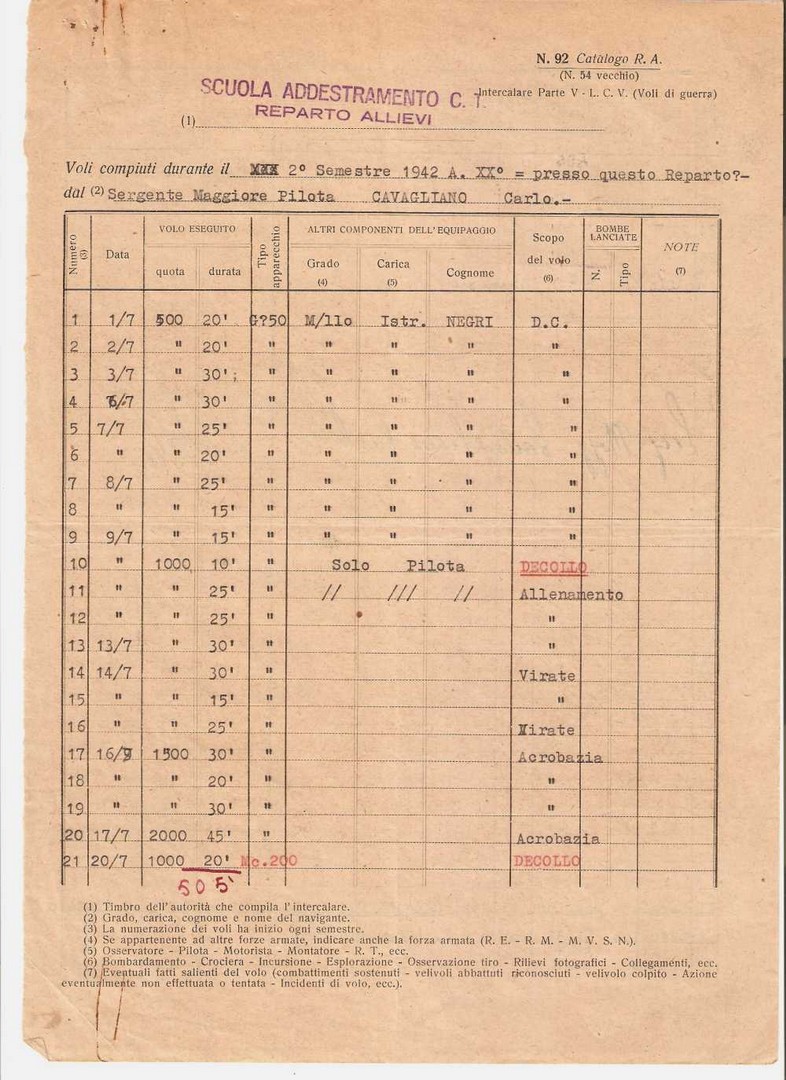 N. 92 Catalogo R. A.
(N. 54 vecchio)
SCUOLA ADDESTRAMENTO C. T. Intercalare Parte V - L. C. V. (Voli di guerra)
(1) REPARTO ALLIEVI
Voli compiuti durante il XXX 2° Semestre 1942 A. XX° = presso questo Reparto?-
dal (2) Sergente Maggiore Pilota CAVAGLIANO Carlo.-
Numero (3) Data VOLO ESEGUITO Tipo apparecchio ALTRI COMPONENTI DELL'EQUIPAGGIO Scopo del volo (6) BOMBE LANCIATE NOTE (7)
quota durata Grado (4) Carica (5) Cognome N. Tipo
1 1/7 500 20' G?50 M/llo Istr. NEGRI D.C.
2 2/7 " 20' " " " " "
3 3/7 " 30'; " " " " "
4 6/7 " 30' " " " " "
5 7/7 " 25' " " " " "
6 " " 20' " " " " "
7 8/7 " 25' " " " " "
8 " " 15' " " " " "
9 9/7 " 15' " " " " "
10 " 1000 10' " Solo Pilota DECOLLO
11 " " 25' " // /// // Allenamento
12 " " 25' " "
13 13/7 " 30' " "
14 14/7 " 30' " Virate
15 " " 15' " "
16 " " 25' " Virate
17 16/7 1500 30' " Acrobazia
18 " " 20' " "
19 " " 30' " "
20 17/7 2000 45' " Acrobazia
21 20/7 1000 20' Mc.200 DECOLLO
505'
(1) Timbro dell'autorità che compila l'intercalare.
(2) Grado, carica, cognome e nome del navigante.
(3) La numerazione dei voli ha inizio ogni semestre.
(4) Se appartenente ad altre forze armate, indicare anche la forza armata (R. E. - R. M. - M. V. S. N.).
(5) Osservatore - Pilota - Motorista - Montatore - R. T., ecc.
(6) Bombardamento - Crociera - Incursione - Esplorazione - Osservazione tiro - Rilievi fotografici - Collegamenti, ecc.
(7) Eventuali fatti salienti del volo (combattimenti sostenuti - velivoli abbattuti riconosciuti - velivolo colpito - Azione
eventualmente non effettuata o tentata - Incidenti di volo, ecc.).